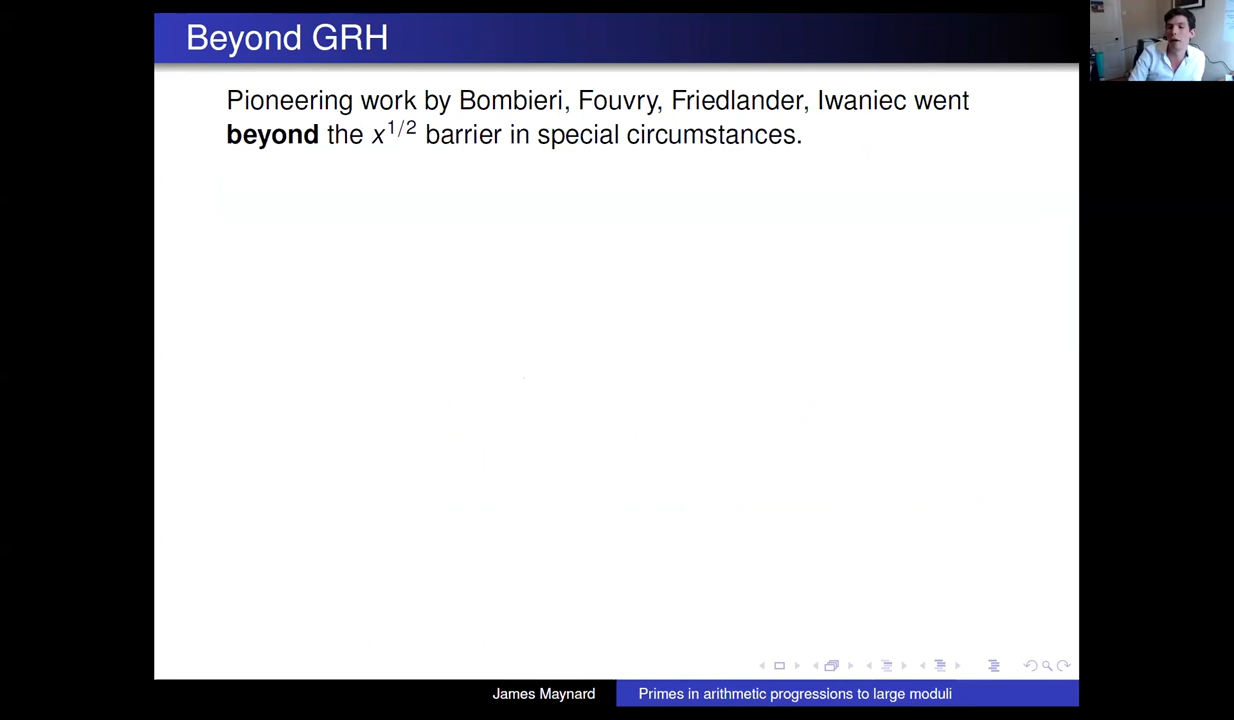 Beyond GRH
Pioneering work by Bombieri, Fouvry, Friedlander, Iwaniec went
beyond the x^{1/2} barrier in special circumstances.
James Maynard
Primes in arithmetic progressions to large moduli